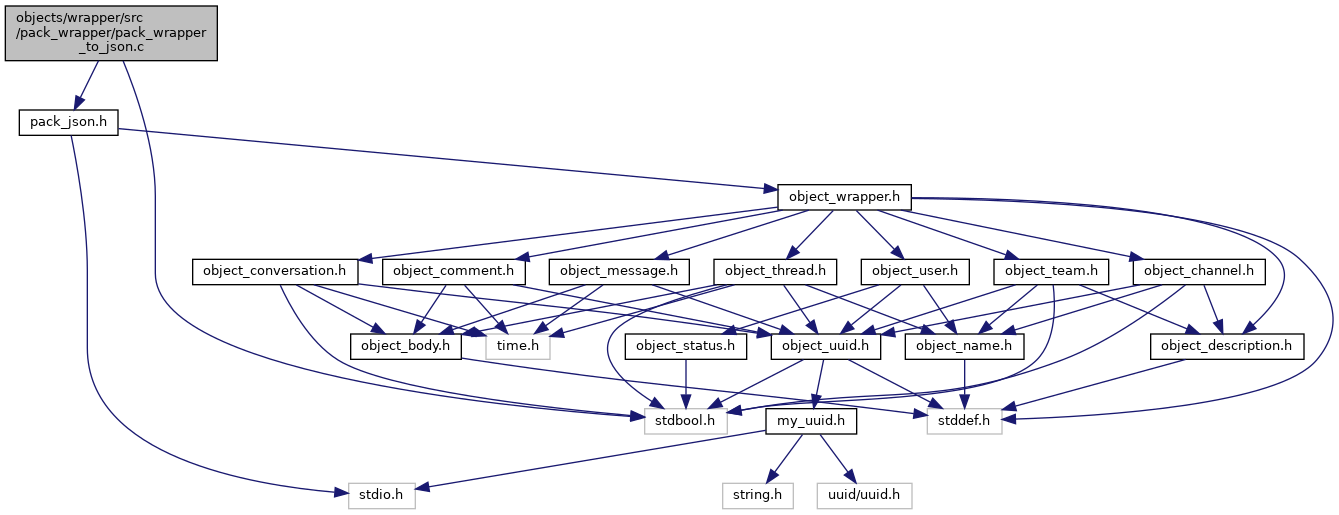 objects/wrapper/src
/pack_wrapper/pack_wrapper
_to_json.c
pack_json.h
object_wrapper.h
object_conversation.h
object_comment.h
object_message.h
object_thread.h
object_user.h
object_team.h
object_channel.h
object_body.h
time.h
object_status.h
object_uuid.h
object_name.h
object_description.h
stdbool.h
my_uuid.h
stddef.h
stdio.h
string.h
uuid/uuid.h